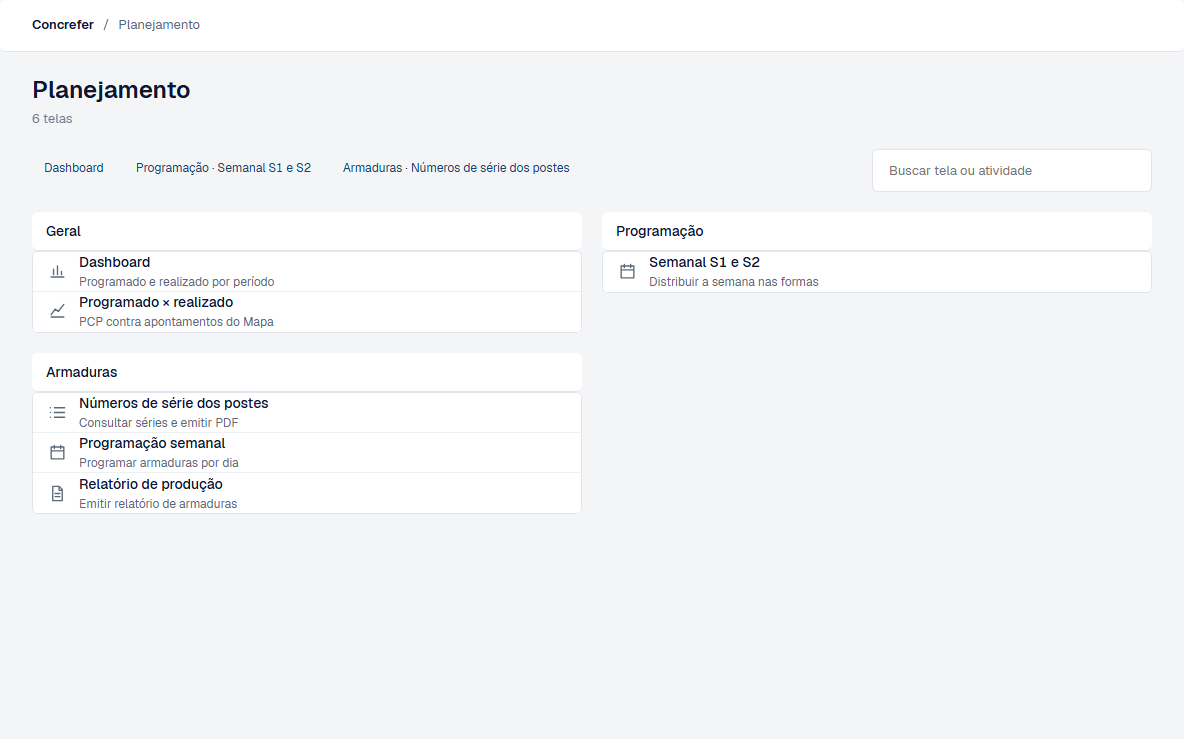 Concrefer / Planejamento
Planejamento
6 telas
Dashboard
Programação · Semanal S1 e S2
Armaduras · Números de série dos postes
Buscar tela ou atividade
Geral
Dashboard
Programado e realizado por período
Programado × realizado
PCP contra apontamentos do Mapa
Programação
Semanal S1 e S2
Distribuir a semana nas formas
Armaduras
Números de série dos postes
Consultar séries e emitir PDF
Programação semanal
Programar armaduras por dia
Relatório de produção
Emitir relatório de armaduras